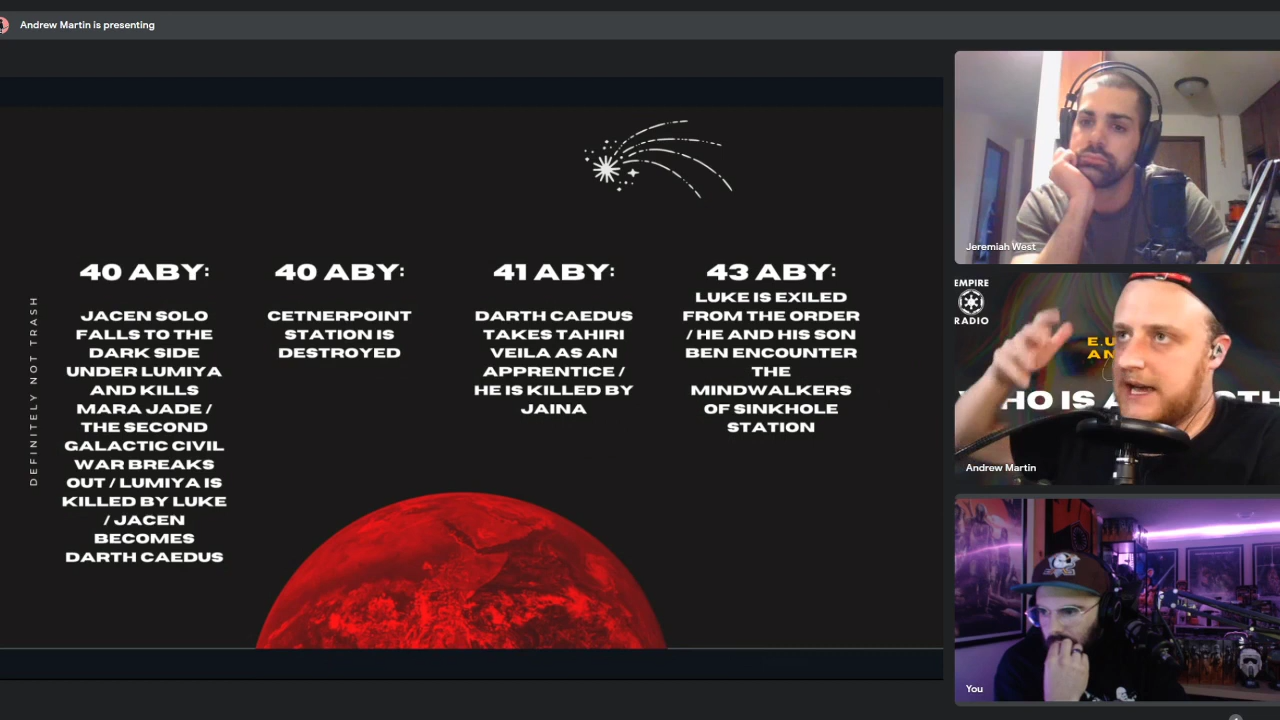 Andrew Martin is presenting
DEFINITELY NOT TRASH
40 ABY:
JACEN SOLO
FALLS TO THE
DARK SIDE
UNDER LUMIYA
AND KILLS
MARA JADE /
THE SECOND
GALACTIC CIVIL
WAR BREAKS
OUT / LUMIYA IS
KILLED BY LUKE
/ JACEN
BECOMES
DARTH CAEDUS
40 ABY:
CETNERPOINT
STATION IS
DESTROYED
41 ABY:
DARTH CAEDUS
TAKES TAHIRI
VEILA AS AN
APPRENTICE /
HE IS KILLED BY
JAINA
43 ABY:
LUKE IS EXILED
FROM THE ORDER
/ HE AND HIS SON
BEN ENCOUNTER
THE
MINDWALKERS
OF SINKHOLE
STATION
Jeremiah West
EMPIRE
RADIO
E.U
AN
HO IS A
OTH
Andrew Martin
You